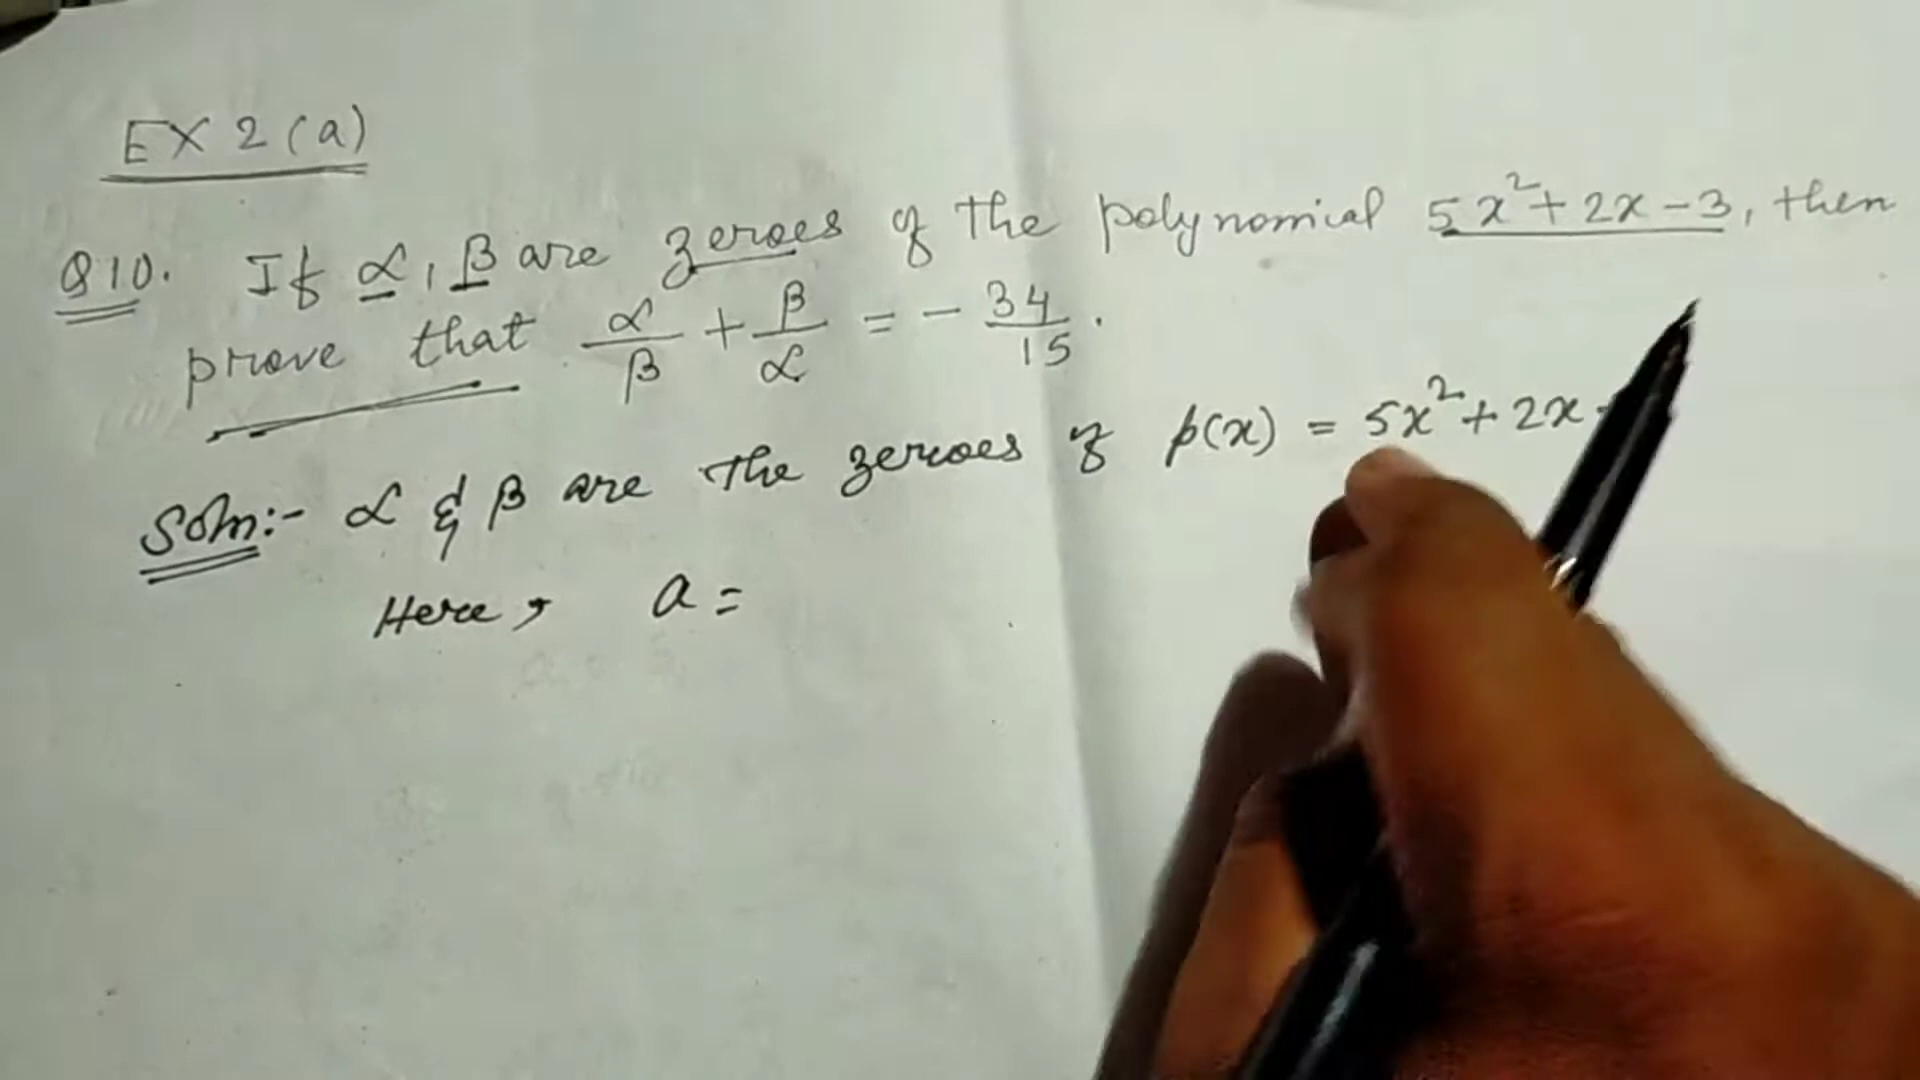 EX 2 (a)
Q10. If α, β are zeroes of the polynomial 5x² + 2x - 3, then
prove that α/β + β/α = - 34/15.
Soln:- α & β are the zeroes of p(x) = 5x² + 2x
Here, a =